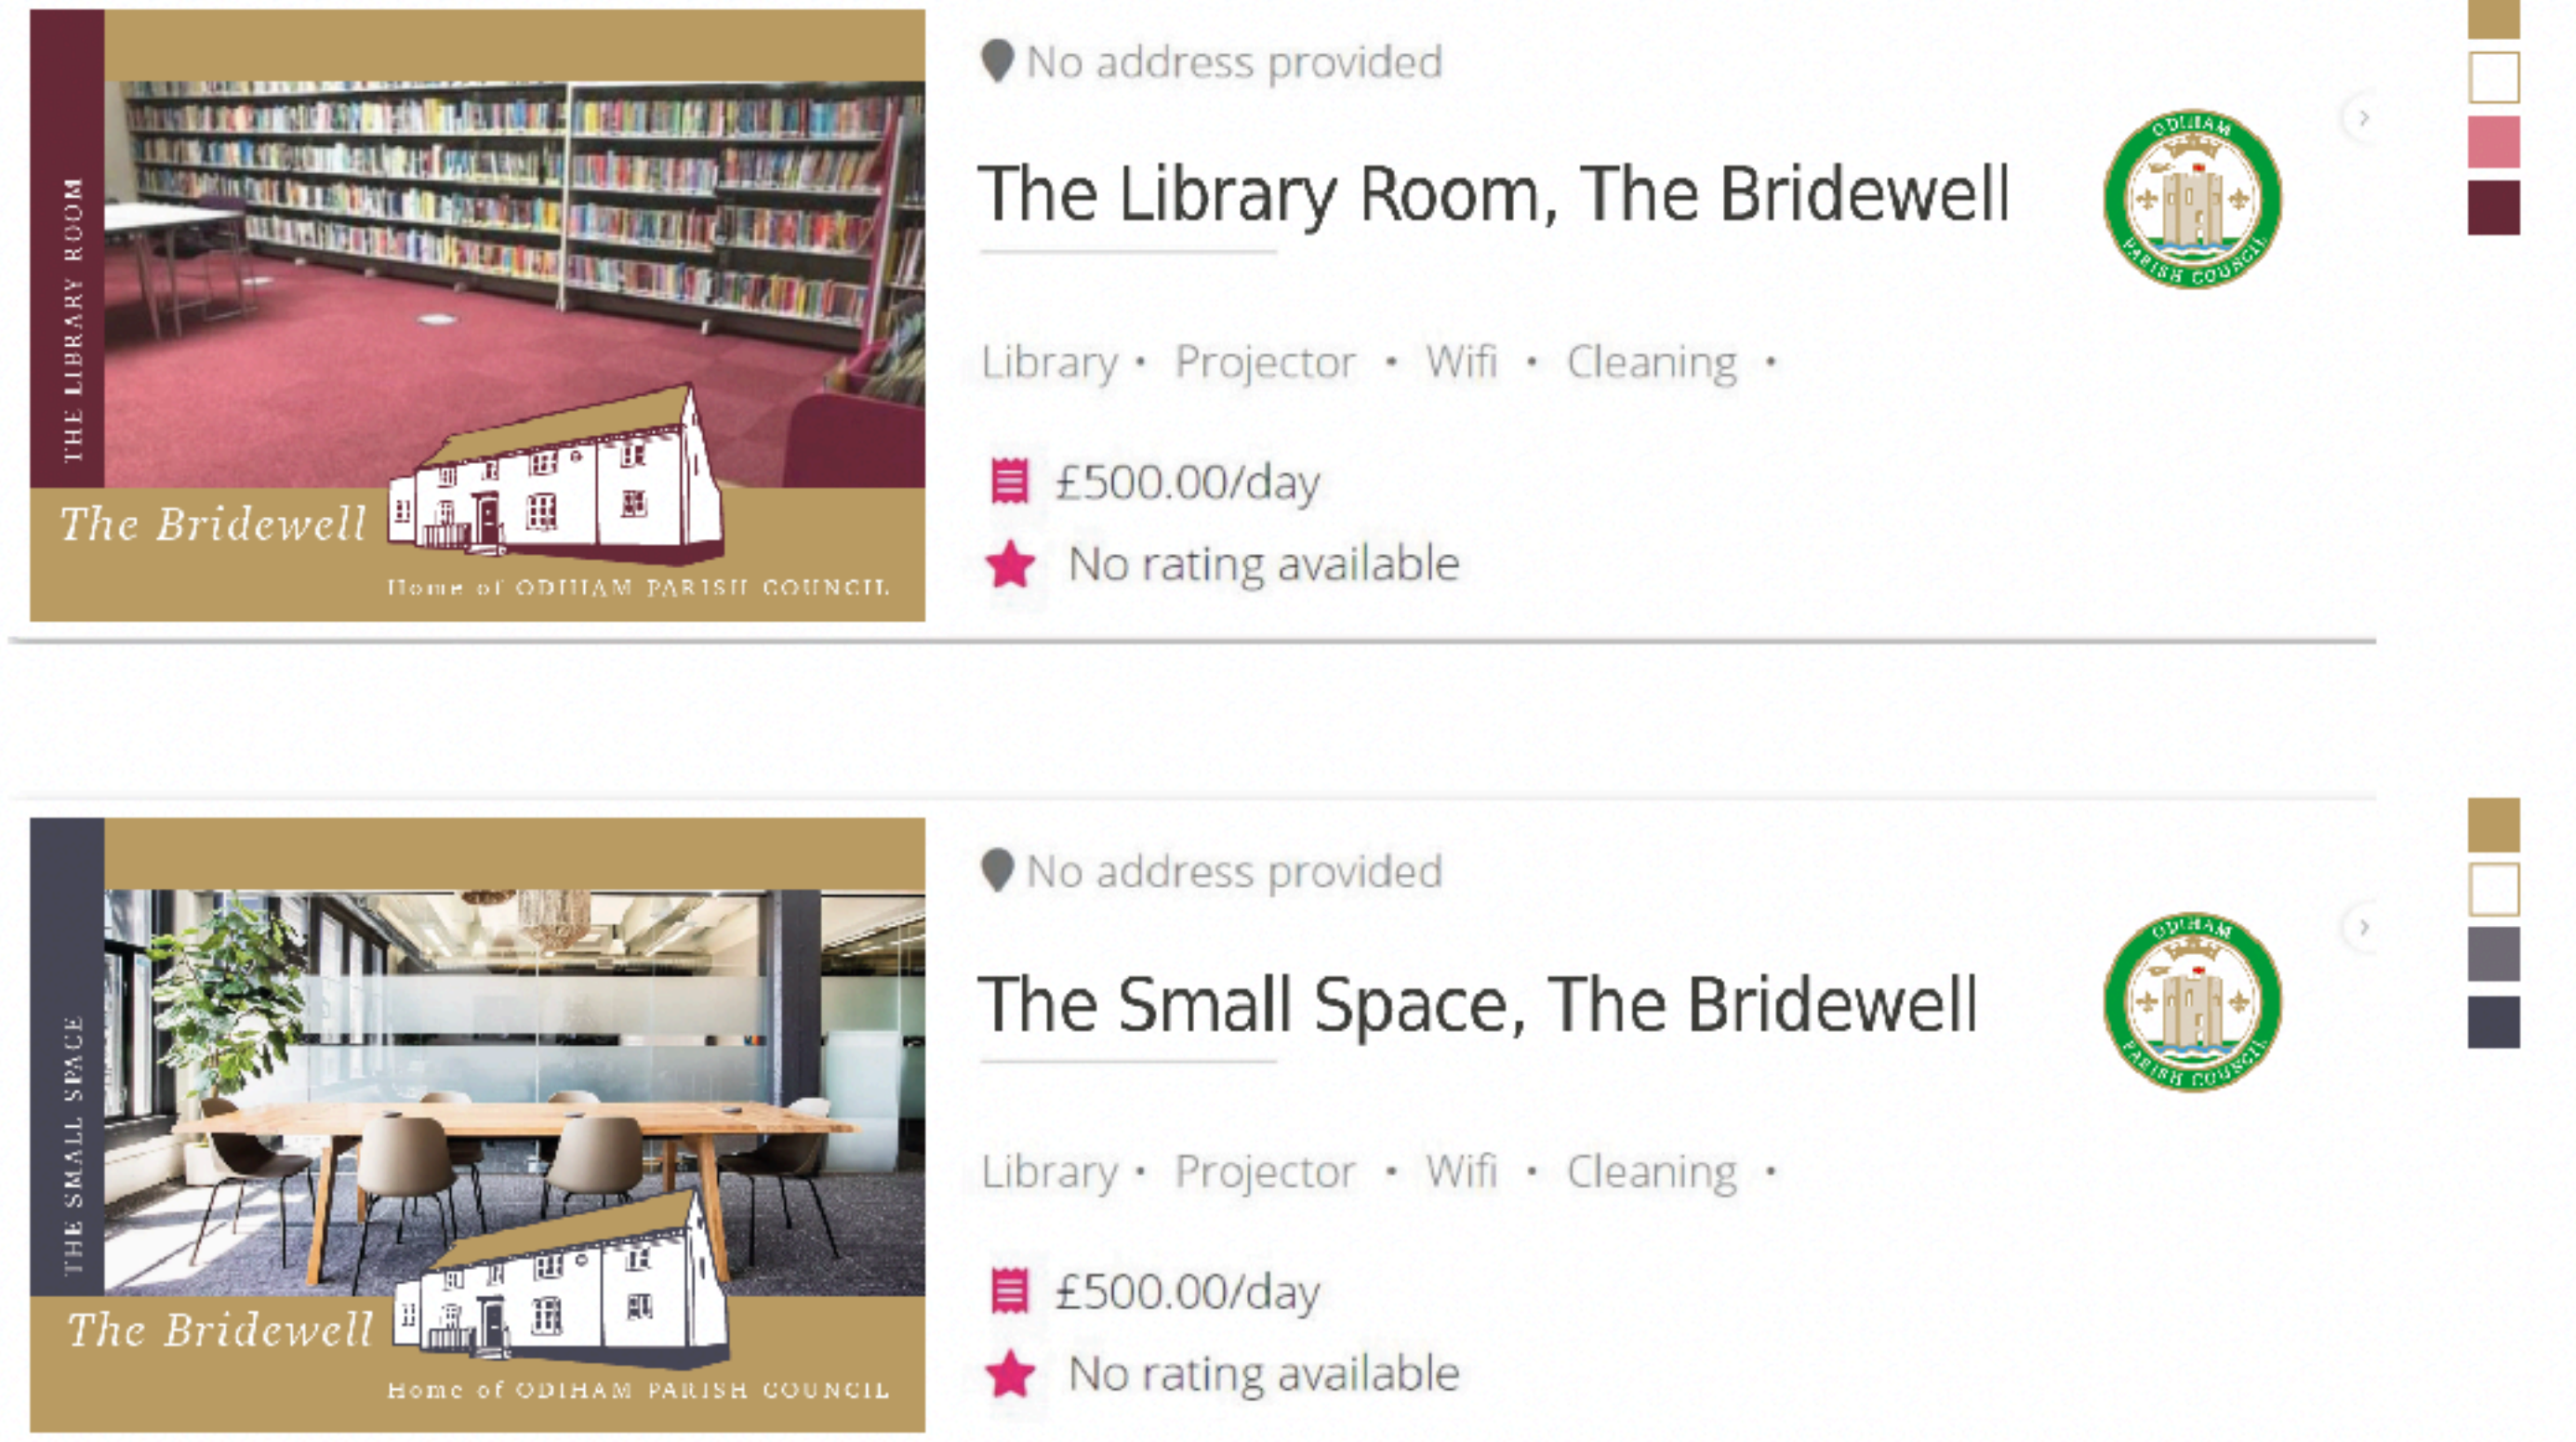 THE LIBRARY ROOM
The Bridewell
Home of ODIHAM PARISH COUNCIL
No address provided
The Library Room, The Bridewell
ODIHAM
PARISH COUNCIL
Library • Projector • Wifi • Cleaning •
£500.00/day
No rating available
THE SMALL SPACE
The Bridewell
Home of ODIHAM PARISH COUNCIL
No address provided
The Small Space, The Bridewell
ODIHAM
PARISH COUNCIL
Library • Projector • Wifi • Cleaning •
£500.00/day
No rating available